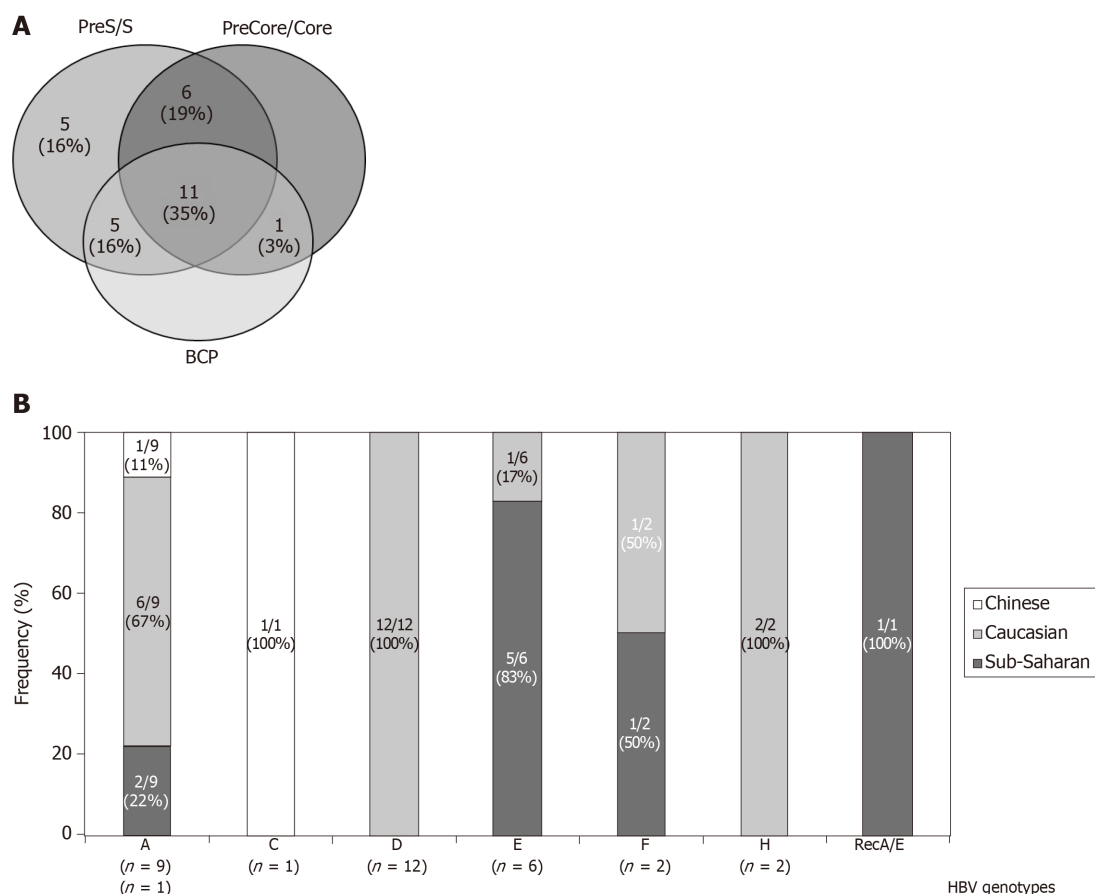 A
PreS/S
PreCore/Core
6
(19%)
5
(16%)
11
(35%)
5
(16%)
1
(3%)
BCP
B
100
80
60
40
20
0
Frequency (%)
1/9
(11%)
6/9
(67%)
2/9
(22%)
1/1
(100%)
12/12
(100%)
1/6
(17%)
5/6
(83%)
1/2
(50%)
1/2
(50%)
2/2
(100%)
1/1
(100%)
Chinese
Caucasian
Sub-Saharan
A C D E F H RecA/E
(n = 9) (n = 1) (n = 12) (n = 6) (n = 2) (n = 2)
(n = 1)
HBV genotypes